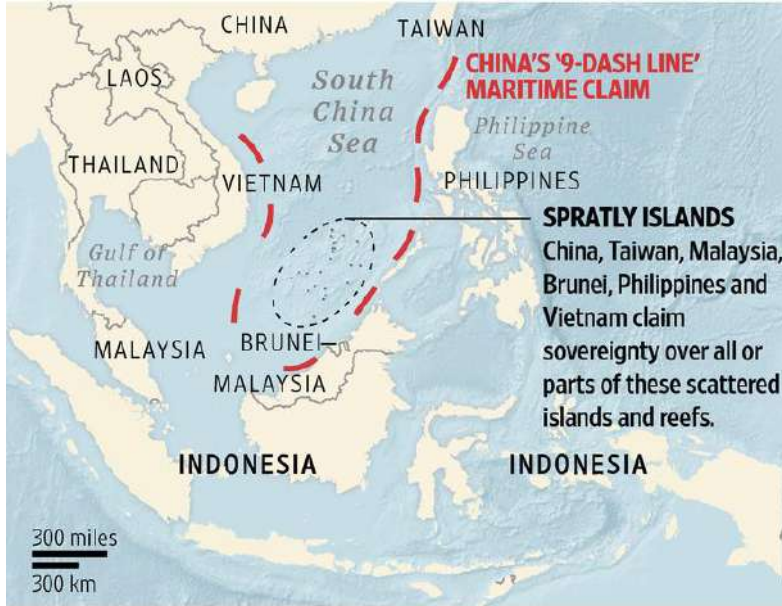 CHINA
TAIWAN
CHINA'S '9-DASH LINE'
MARITIME CLAIM
LAOS
South
China
Sea
Philippine
Sea
THAILAND
VIETNAM
PHILIPPINES
SPRATLY ISLANDS
China, Taiwan, Malaysia,
Brunei, Philippines and
Vietnam claim
sovereignty over all or
parts of these scattered
islands and reefs.
Gulf of
Thailand
MALAYSIA
BRUNEI
MALAYSIA
INDONESIA
INDONESIA
300 miles
300 km